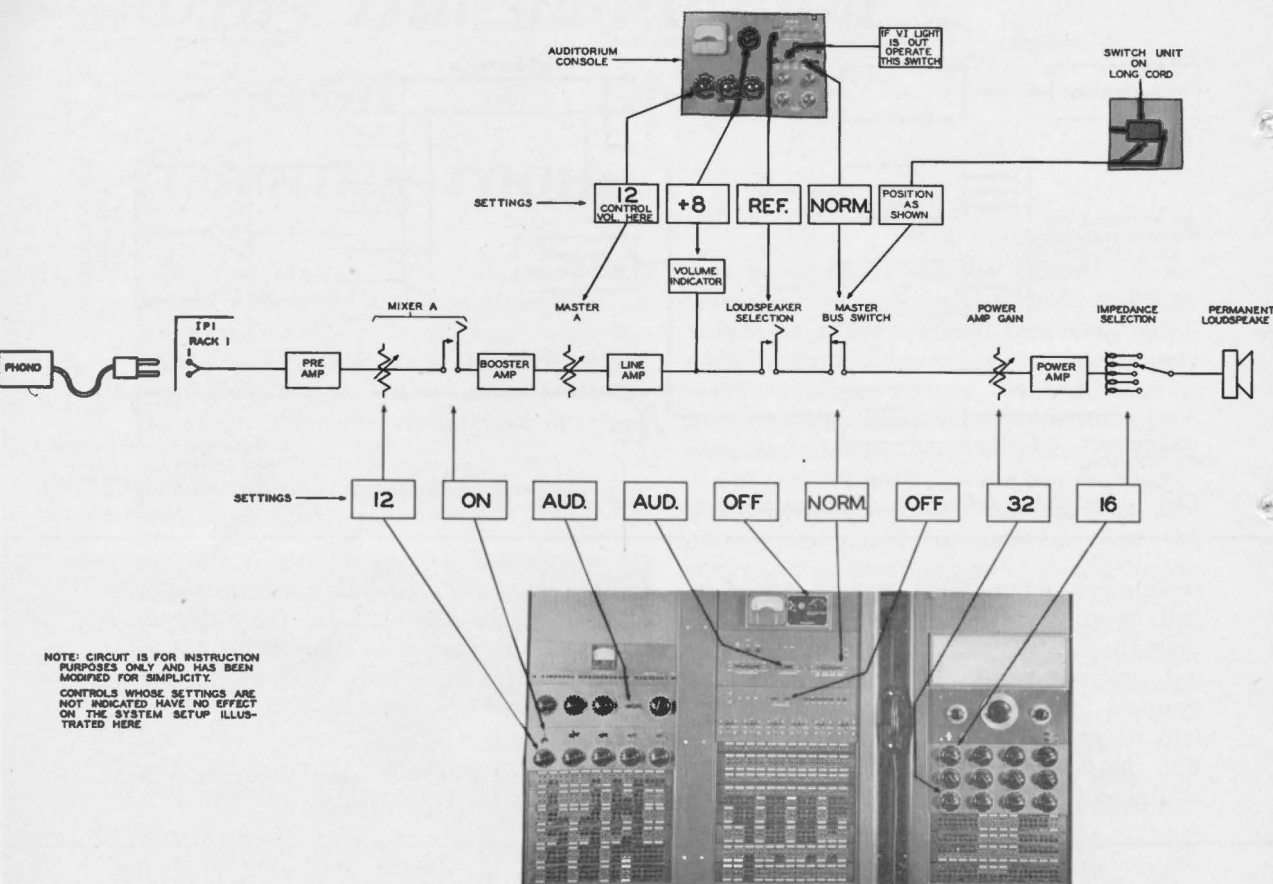 AUDITORIUM
CONSOLE
IF VI LIGHT
IS OUT
OPERATE
THIS SWITCH
SWITCH UNIT
ON
LONG CORD
SETTINGS
12
CONTROL
VOL. HERE
+8
REF.
NORM.
POSITION
AS
SHOWN
VOLUME
INDICATOR
MIXER A
MASTER
A
LOUDSPEAKER
SELECTION
MASTER
BUS SWITCH
POWER
AMP GAIN
IMPEDANCE
SELECTION
PERMANENT
LOUDSPEAKE
IPI
RACK I
I
PHONO
PRE
AMP
BOOSTER
AMP
LINE
AMP
POWER
AMP
SETTINGS
12
ON
AUD.
AUD.
OFF
NORM.
OFF
32
16
NOTE: CIRCUIT IS FOR INSTRUCTION
PURPOSES ONLY AND HAS BEEN
MODIFIED FOR SIMPLICITY.
CONTROLS WHOSE SETTINGS ARE
NOT INDICATED HAVE NO EFFECT
ON THE SYSTEM SETUP ILLUS-
TRATED HERE